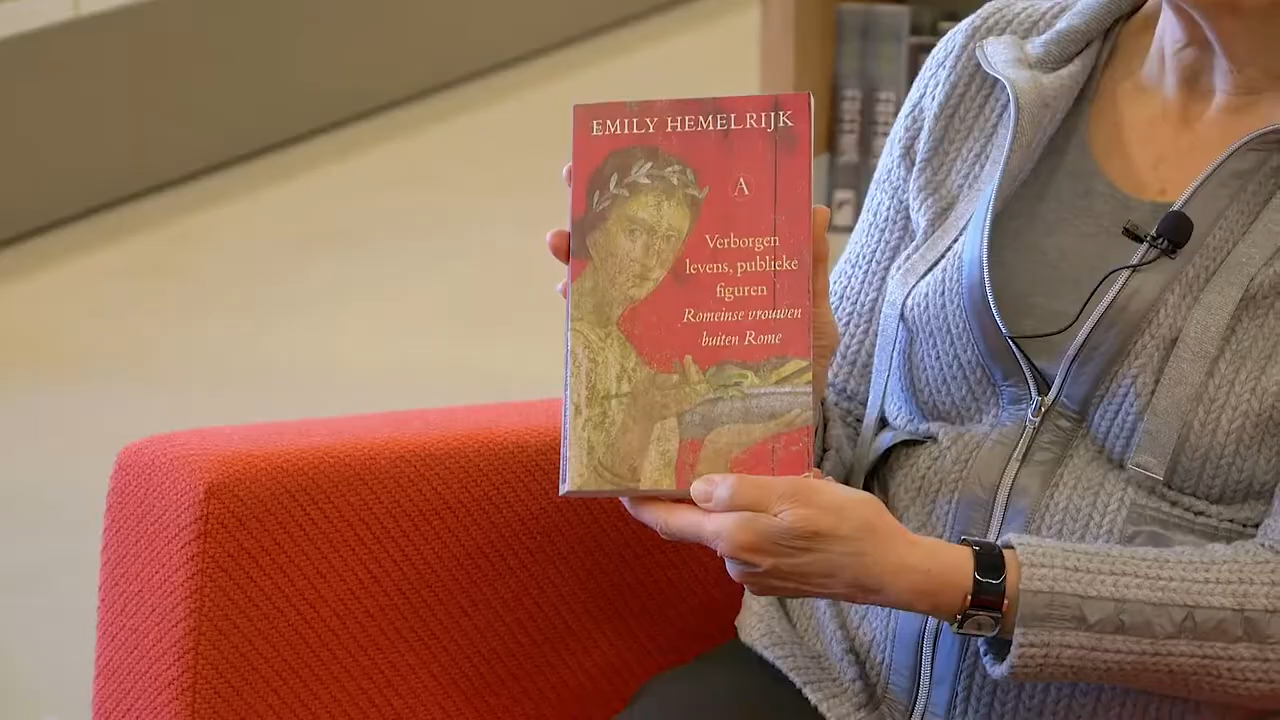 EMILY HEMELRIJK
A
Verborgen
levens, publieke
figuren
Romeinse vrouwen
buiten Rome